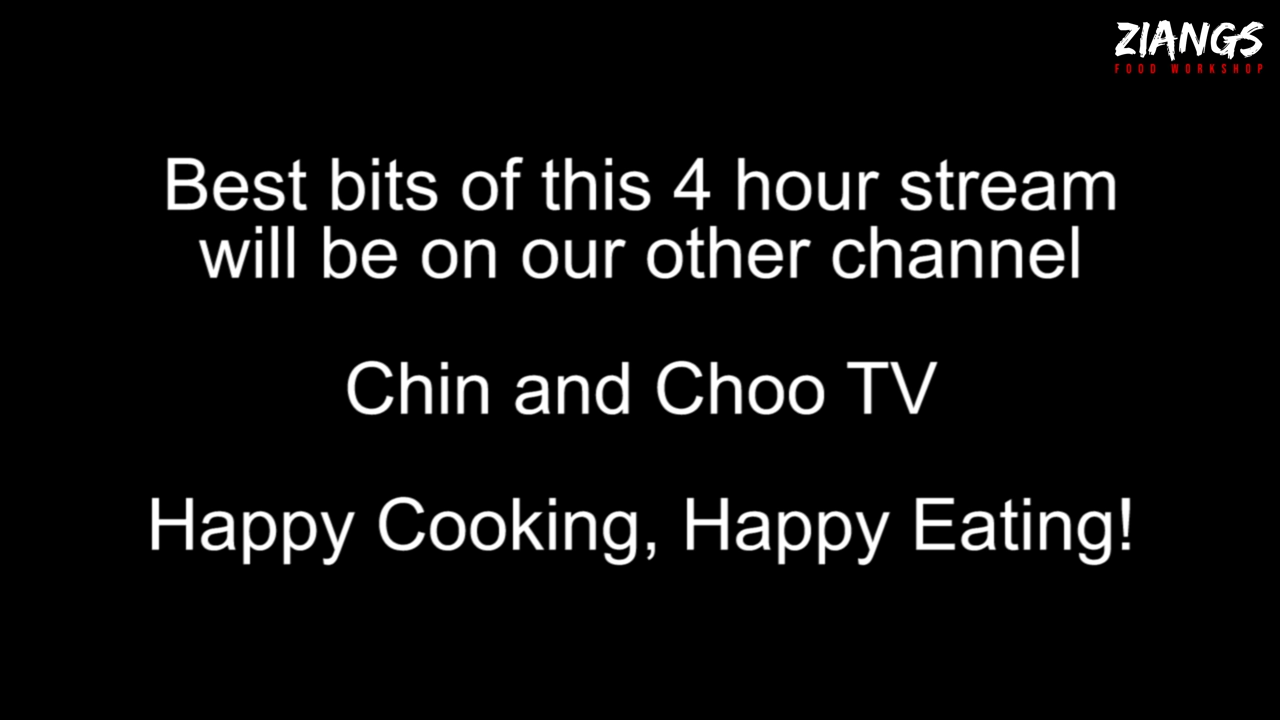 ZIANGS
FOOD WORKSHOP
Best bits of this 4 hour stream
will be on our other channel
Chin and Choo TV
Happy Cooking, Happy Eating!